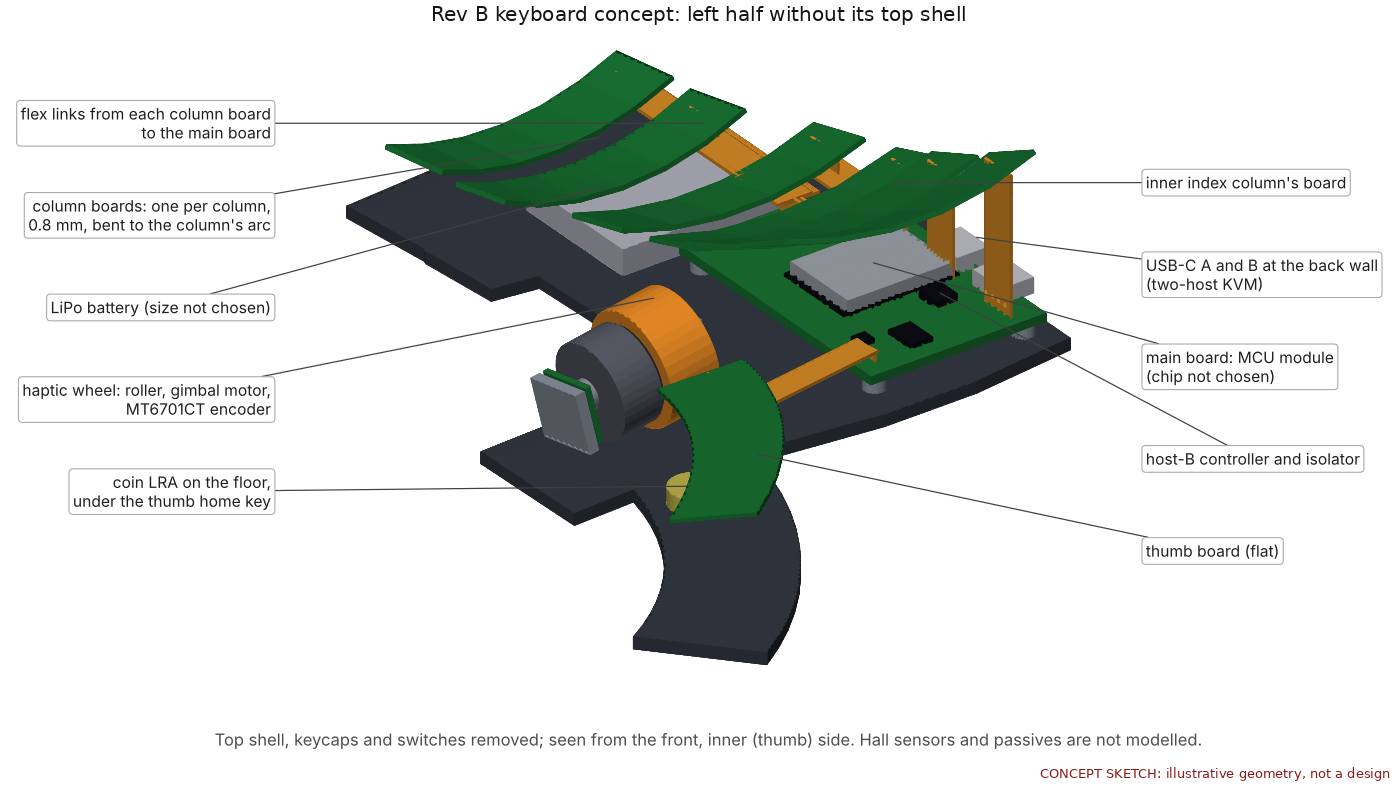 Rev B keyboard concept: left half without its top shell
flex links from each column board
to the main board
column boards: one per column,
0.8 mm, bent to the column's arc
LiPo battery (size not chosen)
haptic wheel: roller, gimbal motor,
MT6701CT encoder
coin LRA on the floor,
under the thumb home key
inner index column's board
USB-C A and B at the back wall
(two-host KVM)
main board: MCU module
(chip not chosen)
host-B controller and isolator
thumb board (flat)
Top shell, keycaps and switches removed; seen from the front, inner (thumb) side. Hall sensors and passives are not modelled.
CONCEPT SKETCH: illustrative geometry, not a design